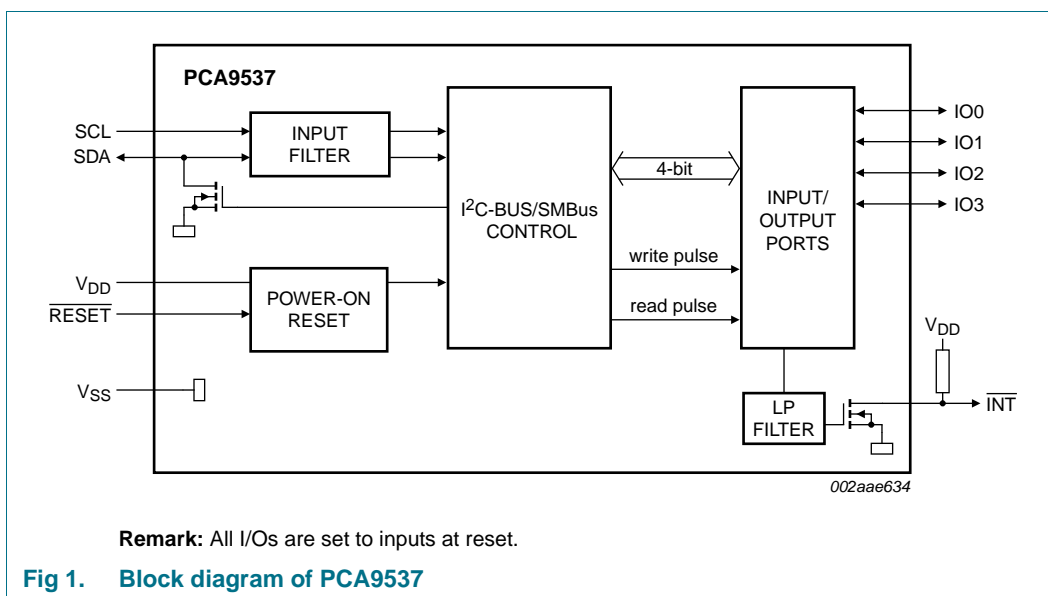 PCA9537
SCL
SDA
INPUT
FILTER
I²C-BUS/SMBus
CONTROL
4-bit
write pulse
read pulse
INPUT/
OUTPUT
PORTS
IO0
IO1
IO2
IO3
VDD
RESET
POWER-ON
RESET
VSS
LP
FILTER
VDD
INT
002aae634
Remark: All I/Os are set to inputs at reset.
Fig 1. Block diagram of PCA9537